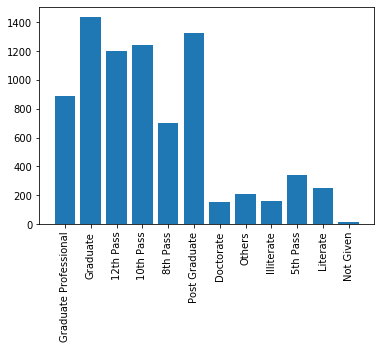 1400
1200
1000
800
600
400
200
0
Graduate Professional
Graduate
12th Pass
10th Pass
8th Pass
Post Graduate
Doctorate
Others
Illiterate
5th Pass
Literate
Not Given